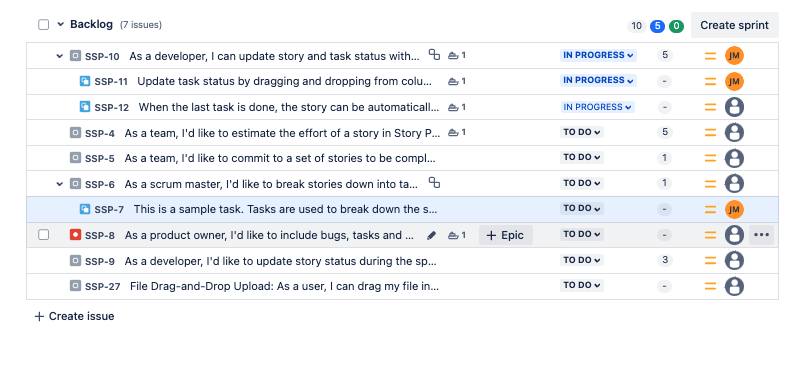 Backlog (7 issues) 10 5 0 Create sprint
SSP-10 As a developer, I can update story and task status with... 1 IN PROGRESS 5 JM
SSP-11 Update task status by dragging and dropping from colu... 1 IN PROGRESS - JM
SSP-12 When the last task is done, the story can be automaticall... 1 IN PROGRESS -
SSP-4 As a team, I'd like to estimate the effort of a story in Story P... 1 TO DO 5
SSP-5 As a team, I'd like to commit to a set of stories to be compl... TO DO 1
SSP-6 As a scrum master, I'd like to break stories down into ta... TO DO 1
SSP-7 This is a sample task. Tasks are used to break down the s... TO DO - JM
SSP-8 As a product owner, I'd like to include bugs, tasks and ... 1 + Epic TO DO -
SSP-9 As a developer, I'd like to update story status during the sp... TO DO 3
SSP-27 File Drag-and-Drop Upload: As a user, I can drag my file in... TO DO -
+ Create issue